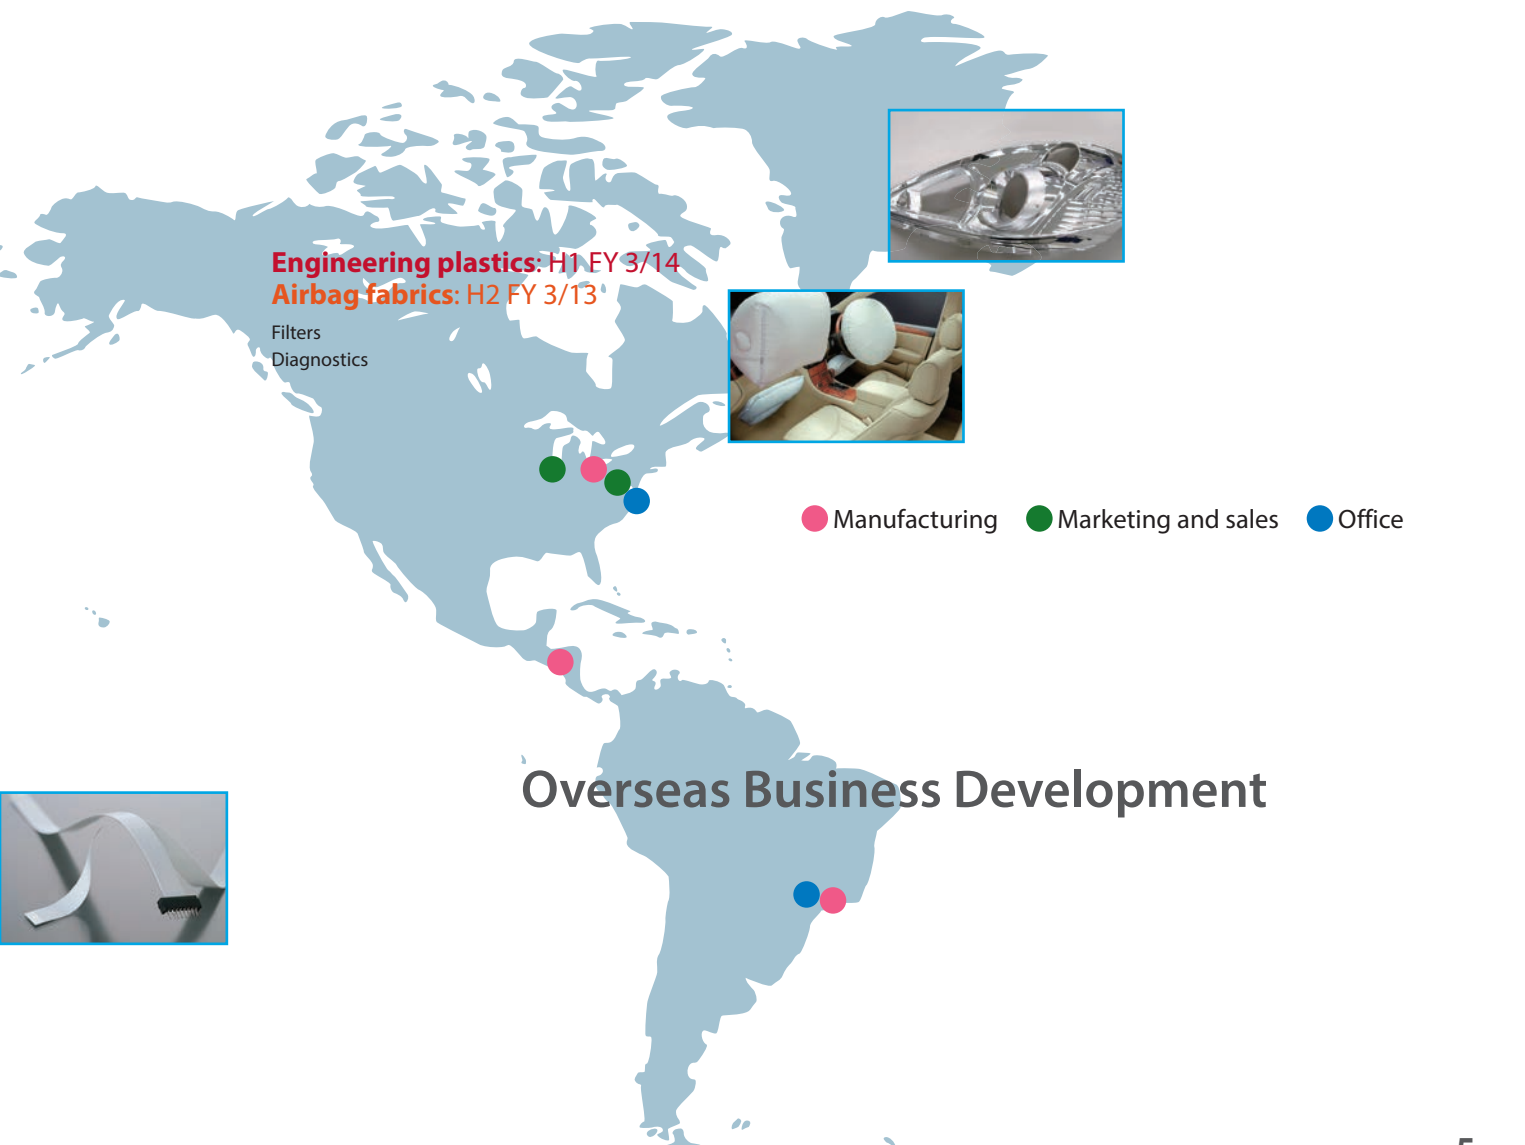 Engineering plastics: H1 FY 3/14
Airbag fabrics: H2 FY 3/13
Filters
Diagnostics
Manufacturing
Marketing and sales
Office
Overseas Business Development
5